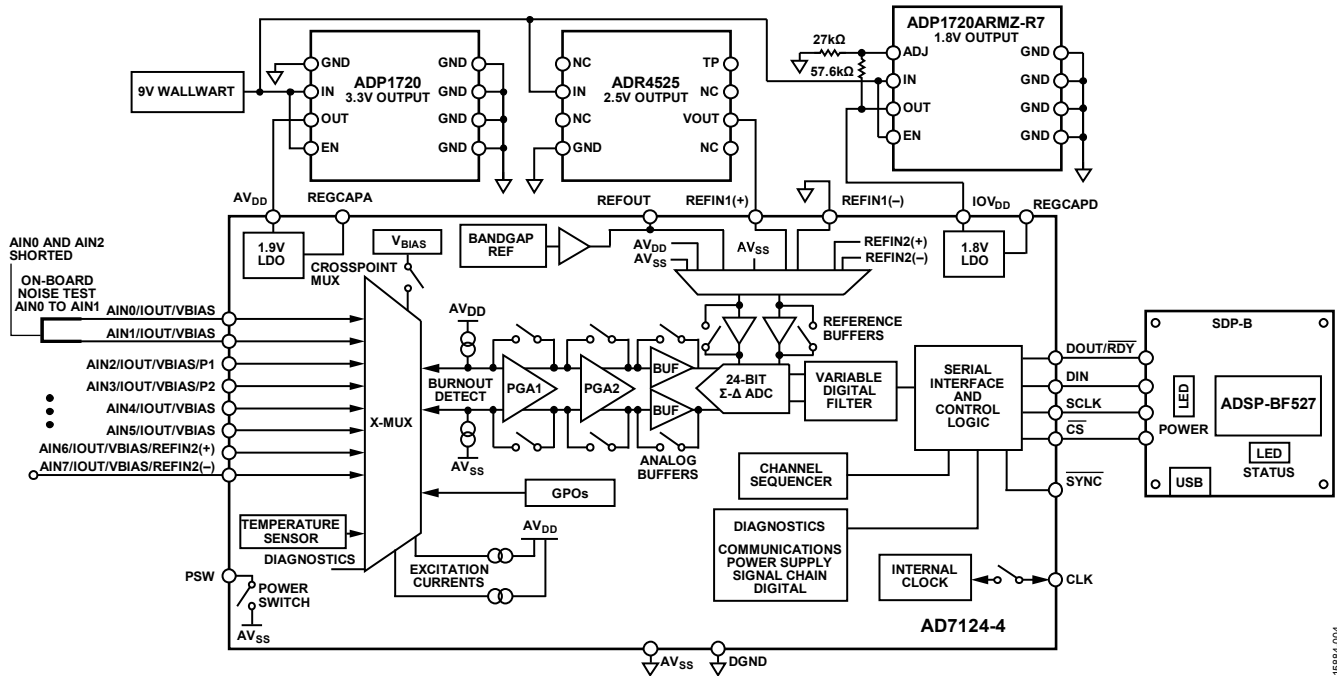 ADP1720
3.3V OUTPUT
GND
IN
OUT
EN
GND
GND
GND
GND
ADR4525
2.5V OUTPUT
NC
IN
NC
GND
TP
NC
VOUT
NC
ADP1720ARMZ-R7
1.8V OUTPUT
27kΩ
57.6kΩ
ADJ
IN
OUT
EN
GND
GND
GND
GND
9V WALLWART
AVDD
REGCAPA
REFOUT
REFIN1(+)
REFIN1(–)
IOVDD
REGCAPD
1.9V
LDO
VBIAS
CROSSPOINT
MUX
BANDGAP
REF
AVDD
AVSS
AVSS
REFIN2(+)
REFIN2(–)
1.8V
LDO
AIN0 AND AIN2
SHORTED
ON-BOARD
NOISE TEST
AIN0 TO AIN1
AIN0/IOUT/VBIAS
AIN1/IOUT/VBIAS
AIN2/IOUT/VBIAS/P1
AIN3/IOUT/VBIAS/P2
AIN4/IOUT/VBIAS
AIN5/IOUT/VBIAS
AIN6/IOUT/VBIAS/REFIN2(+)
AIN7/IOUT/VBIAS/REFIN2(–)
X-MUX
AVDD
BURNOUT
DETECT
AVSS
PGA1
PGA2
BUF
BUF
ANALOG
BUFFERS
REFERENCE
BUFFERS
24-BIT
Σ-Δ ADC
VARIABLE
DIGITAL
FILTER
SERIAL
INTERFACE
AND
CONTROL
LOGIC
DOUT/RDY
DIN
SCLK
CS
SYNC
CLK
SDP-B
LED
POWER
ADSP-BF527
LED
STATUS
USB
GPOs
CHANNEL
SEQUENCER
TEMPERATURE
SENSOR
DIAGNOSTICS
AVDD
EXCITATION
CURRENTS
DIAGNOSTICS
COMMUNICATIONS
POWER SUPPLY
SIGNAL CHAIN
DIGITAL
INTERNAL
CLOCK
PSW
POWER
SWITCH
AVSS
AD7124-4
AVSS
DGND
15884-004